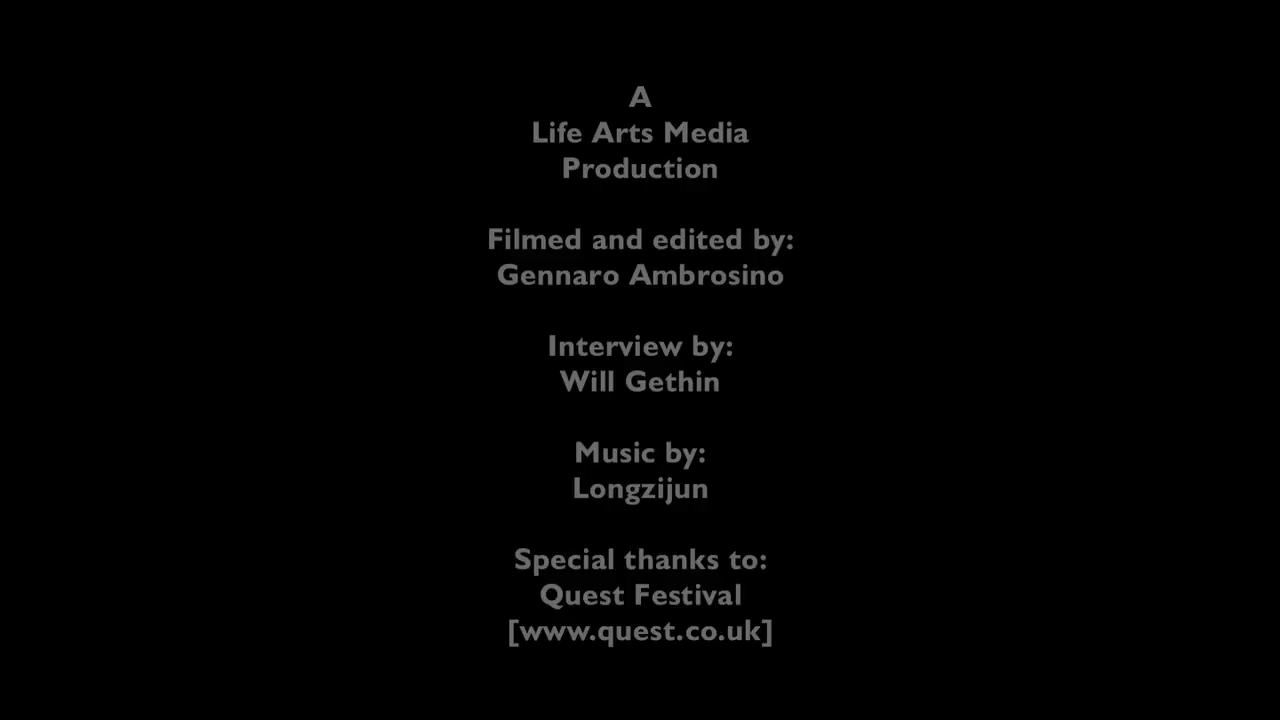 A
Life Arts Media
Production
Filmed and edited by:
Gennaro Ambrosino
Interview by:
Will Gethin
Music by:
Longzijun
Special thanks to:
Quest Festival
[www.quest.co.uk]